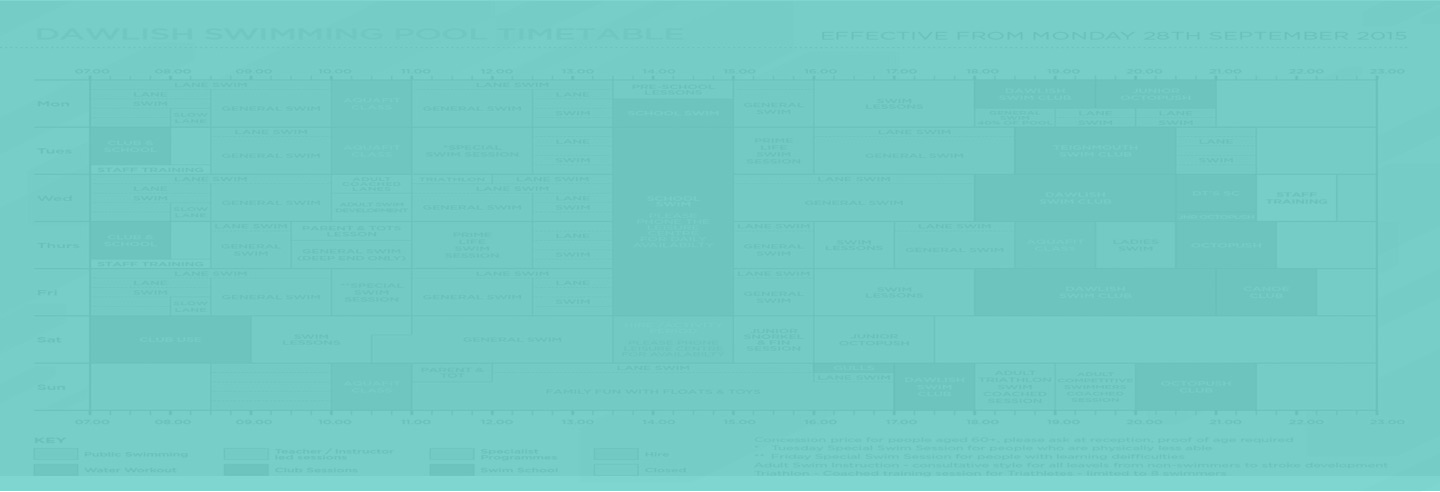 DAWLISH SWIMMING POOL TIMETABLE
EFFECTIVE FROM MONDAY 28TH SEPTEMBER 2015
07.00 08.00 09.00 10.00 11.00 12.00 13.00 14.00 15.00 16.00 17.00 18.00 19.00 20.00 21.00 22.00 23.00
Mon
LANE SWIM
LANE
SWIM
SLOW
LANE
GENERAL SWIM
LANE SWIM
GENERAL SWIM
LANE
SWIM
PRE SCHOOL
LESSONS
SCHOOL SWIM
GENERAL
SWIM
SWIM
LESSONS
DAWLISH
SWIM CLUB
JUNIOR
OCTOPUSH
LANE
SWIM
LANE
SWIM
Tues
CLUB &
SCHOOL
STAFF TRAINING
LANE SWIM
GENERAL SWIM
*SPECIAL
SWIM SESSION
LANE
SWIM
PRIME
LIFE
SWIM
SESSION
LANE SWIM
GENERAL SWIM
TEIGNMOUTH
SWIM CLUB
LANE
SWIM
Wed
LANE SWIM
LANE
SWIM
SLOW
LANE
GENERAL SWIM
ADULT
COACHED
LANES
ADULT SWIM
DEVELOPMENT
TRIATHLON
LANE SWIM
LANE SWIM
GENERAL SWIM
LANE
SWIM
SCHOOL
SWIM
LANE SWIM
GENERAL SWIM
DAWLISH
SWIM CLUB
STAFF
TRAINING
Thurs
CLUB &
SCHOOL
STAFF TRAINING
LANE SWIM
GENERAL
SWIM
PARENT & TOTS
LESSON
GENERAL SWIM
(DEEP END ONLY)
PRIME
LIFE
SWIM
SESSION
LANE
SWIM
LANE SWIM
GENERAL
SWIM
SWIM
LESSONS
LANE SWIM
GENERAL SWIM
LADIES
SWIM
OCTOPUSH
Fri
LANE SWIM
LANE
SWIM
SLOW
LANE
GENERAL SWIM
**SPECIAL
SWIM
SESSION
LANE SWIM
GENERAL SWIM
LANE
SWIM
LANE SWIM
GENERAL
SWIM
SWIM
LESSONS
DAWLISH
SWIM CLUB
CANOE
CLUB
Sat
CLUB USE
SWIM
LESSONS
GENERAL SWIM
JUNIOR
SNORKEL
& FIN
SESSION
JUNIOR
OCTOPUSH
Sun
PARENT &
TOT
LANE SWIM
FAMILY FUN WITH FLOATS & TOYS
LANE SWIM
DAWLISH
SWIM
CLUB
ADULT
TRIATHLON
SWIM
COACHED
SESSION
ADULT
COMPETITIVE
SWIMMERS
COACHED
SESSION
OCTOPUSH
CLUB
07.00 08.00 09.00 10.00 11.00 12.00 13.00 14.00 15.00 16.00 17.00 18.00 19.00 20.00 21.00 22.00 23.00
KEY
Public Swimming
Teacher / Instructor
led sessions
Specialist
Programmes
Hire
Water Workout
Club Sessions
Swim School
Closed
Concession price for people aged 60+, please ask at reception, proof of age required
* Tuesday Special Swim Session for people who are physically less able
** Friday Special Swim Session for people with learning difficulties
Adult Swim Instruction - consultative style for all levels from non-swimmers to stroke development
Triathlon - Coached training session for Triathletes - limited to 8 swimmers